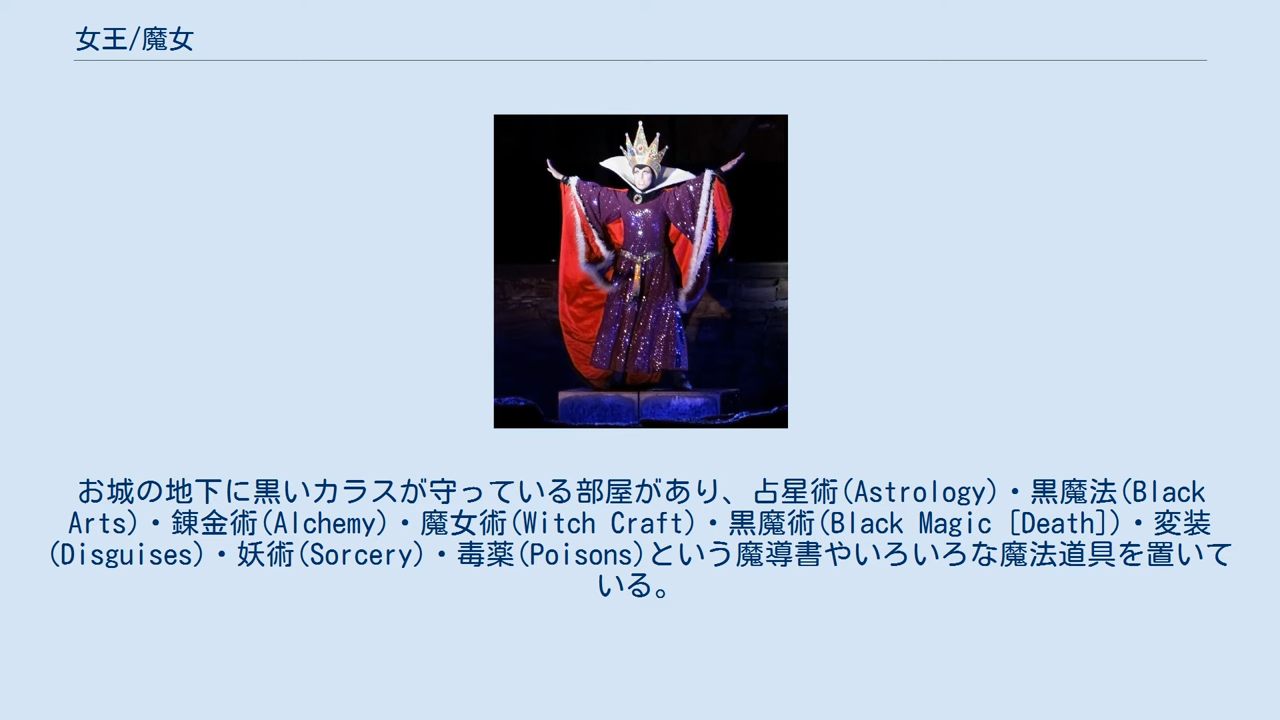 女王/魔女
お城の地下に黒いカラスが守っている部屋があり、占星術(Astrology)・黒魔法(Black
Arts)・錬金術(Alchemy)・魔女術(Witch Craft)・黒魔術(Black Magic [Death])・変装
(Disguises)・妖術(Sorcery)・毒薬(Poisons)という魔導書やいろいろな魔法道具を置いて
いる。